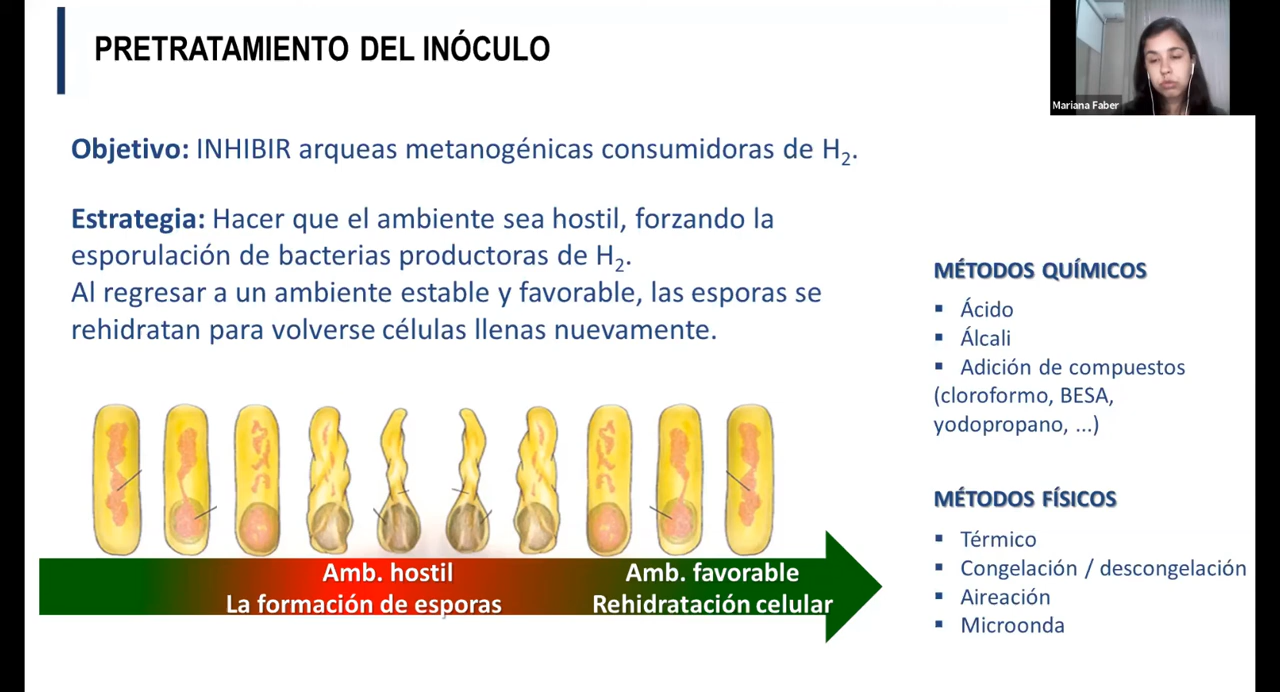 PRETRATAMIENTO DEL INÓCULO
Mariana Faber
Objetivo: INHIBIR arqueas metanogénicas consumidoras de H2.
Estrategia: Hacer que el ambiente sea hostil, forzando la
esporulación de bacterias productoras de H2.
Al regresar a un ambiente estable y favorable, las esporas se
rehidratan para volverse células llenas nuevamente.
MÉTODOS QUÍMICOS
▪ Ácido
▪ Álcali
▪ Adición de compuestos
(cloroformo, BESA,
yodopropano, ...)
MÉTODOS FÍSICOS
▪ Térmico
▪ Congelación / descongelación
▪ Aireación
▪ Microonda
Amb. hostil
La formación de esporas
Amb. favorable
Rehidratación celular